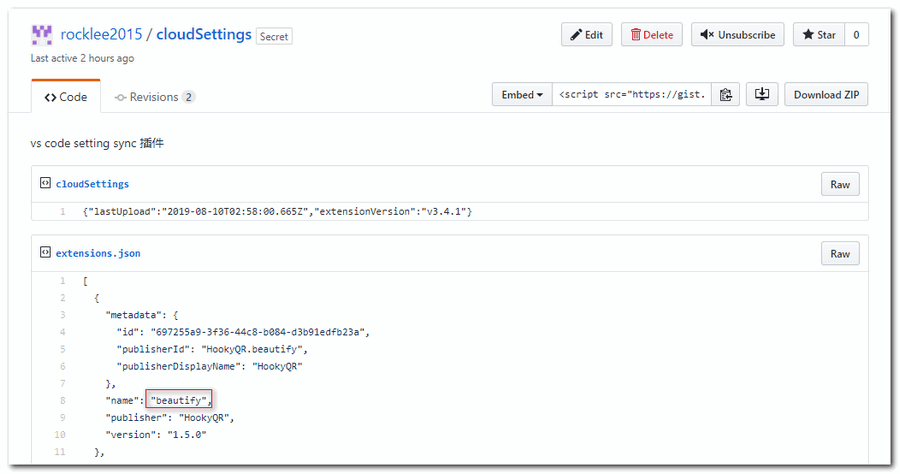 rocklee2015 / cloudSettings Secret
Edit Delete Unsubscribe Star 0
Last active 2 hours ago
Code Revisions 2
Embed <script src="https://gist. Download ZIP
vs code setting sync 插件
cloudSettings Raw
1 {"lastUpload":"2019-08-10T02:58:00.665Z","extensionVersion":"v3.4.1"}
extensions.json Raw
1 [
2 {
3 "metadata": {
4 "id": "697255a9-3f36-44c8-b084-d3b91edfb23a",
5 "publisherId": "HookyQR.beautify",
6 "publisherDisplayName": "HookyQR"
7 },
8 "name": "beautify",
9 "publisher": "HookyQR",
10 "version": "1.5.0"
11 },